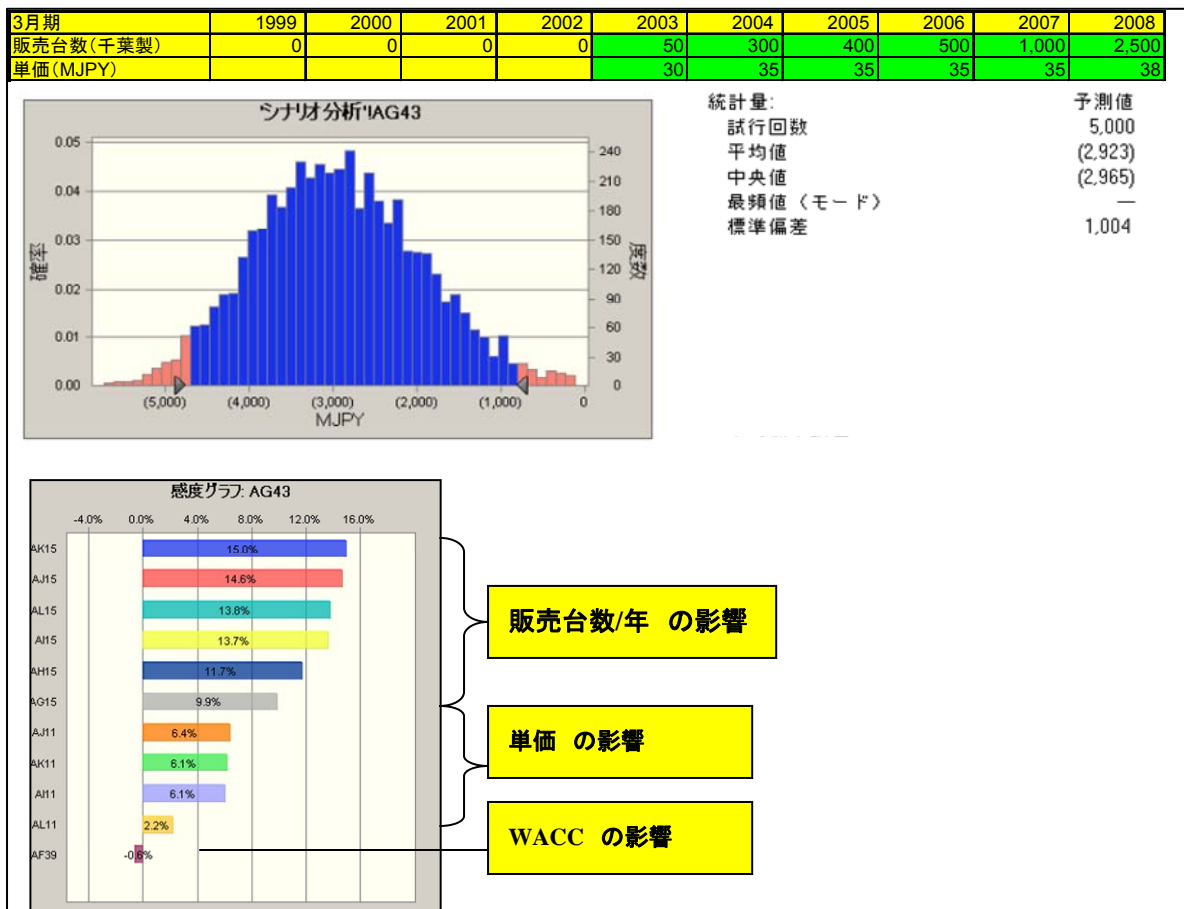 3月期 1999 2000 2001 2002 2003 2004 2005 2006 2007 2008
販売台数(千葉製) 0 0 0 0 50 300 400 500 1,000 2,500
単価(MJPY) 30 35 35 35 35 38
'シナリオ分析'!AG43
0.05
0.04
0.03
0.02
0.01
0.00
確率
240
210
180
150
120
90
60
30
0
度数
(5,000) (4,000) (3,000) (2,000) (1,000) 0
MJPY
統計量: 予測値
試行回数 5,000
平均値 (2,923)
中央値 (2,965)
最頻値(モード) —
標準偏差 1,004
感度グラフ: AG43
-4.0% 0.0% 4.0% 8.0% 12.0% 16.0%
AK15 15.0%
AJ15 14.6%
AL15 13.8%
AI15 13.7%
AH15 11.7%
AG15 9.9%
AJ11 6.4%
AK11 6.1%
AI11 6.1%
AL11 2.2%
AF39 -0.6%
販売台数/年 の影響
単価 の影響
WACC の影響